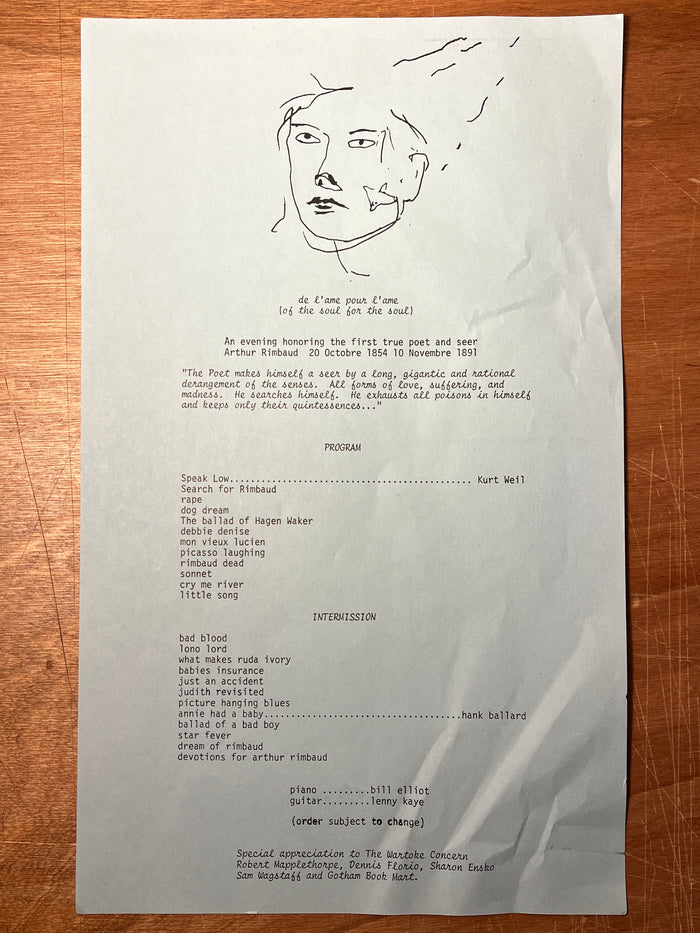 de l'ame pour l'ame
(of the soul for the soul)
An evening honoring the first true poet and seer
Arthur Rimbaud 20 Octobre 1854 10 Novembre 1891
"The Poet makes himself a seer by a long, gigantic and rational
derangement of the senses. All forms of love, suffering, and
madness. He searches himself. He exhausts all poisons in himself
and keeps only their quintessences..."
PROGRAM
Speak Low............................................. Kurt Weil
Search for Rimbaud
rape
dog dream
The ballad of Hagen Waker
debbie denise
mon vieux lucien
picasso laughing
rimbaud dead
sonnet
cry me river
little song
INTERMISSION
bad blood
lono lord
what makes ruda ivory
babies insurance
just an accident
judith revisited
picture hanging blues
annie had a baby.....................................hank ballard
ballad of a bad boy
star fever
dream of rimbaud
devotions for arthur rimbaud
piano .........bill elliot
guitar.........lenny kaye
(order subject to change)
Special appreciation to The Wartoke Concern
Robert Mapplethorpe, Dennis Florio, Sharon Ensko
Sam Wagstaff and Gotham Book Mart.